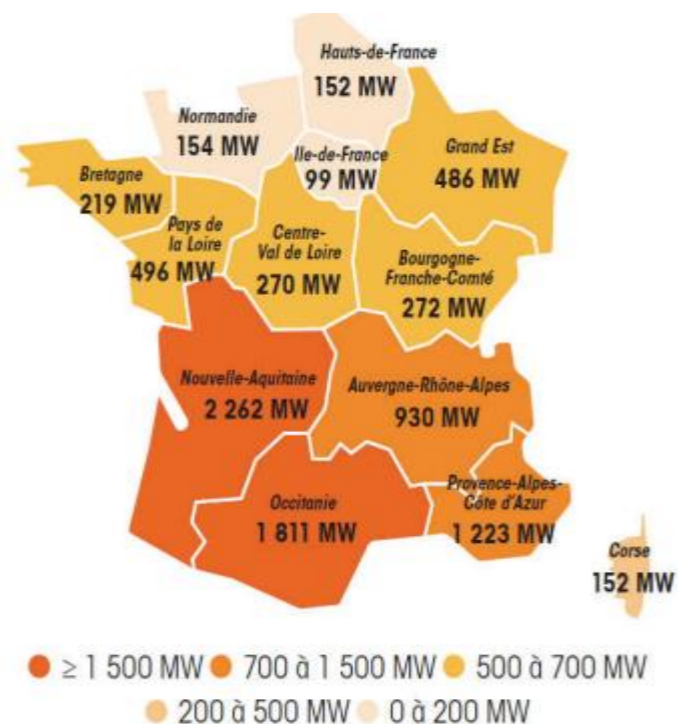 Hauts-de-France
152 MW
Normandie
154 MW
Ile-de-France
99 MW
Grand Est
486 MW
Bretagne
219 MW
Pays de
la Loire
496 MW
Centre-
Val de Loire
270 MW
Bourgogne-
Franche-Comté
272 MW
Nouvelle-Aquitaine
2 262 MW
Auvergne-Rhône-Alpes
930 MW
Occitanie
1 811 MW
Provence-Alpes-
Côte d'Azur
1 223 MW
Corse
152 MW
≥ 1 500 MW 700 à 1 500 MW 500 à 700 MW
200 à 500 MW 0 à 200 MW